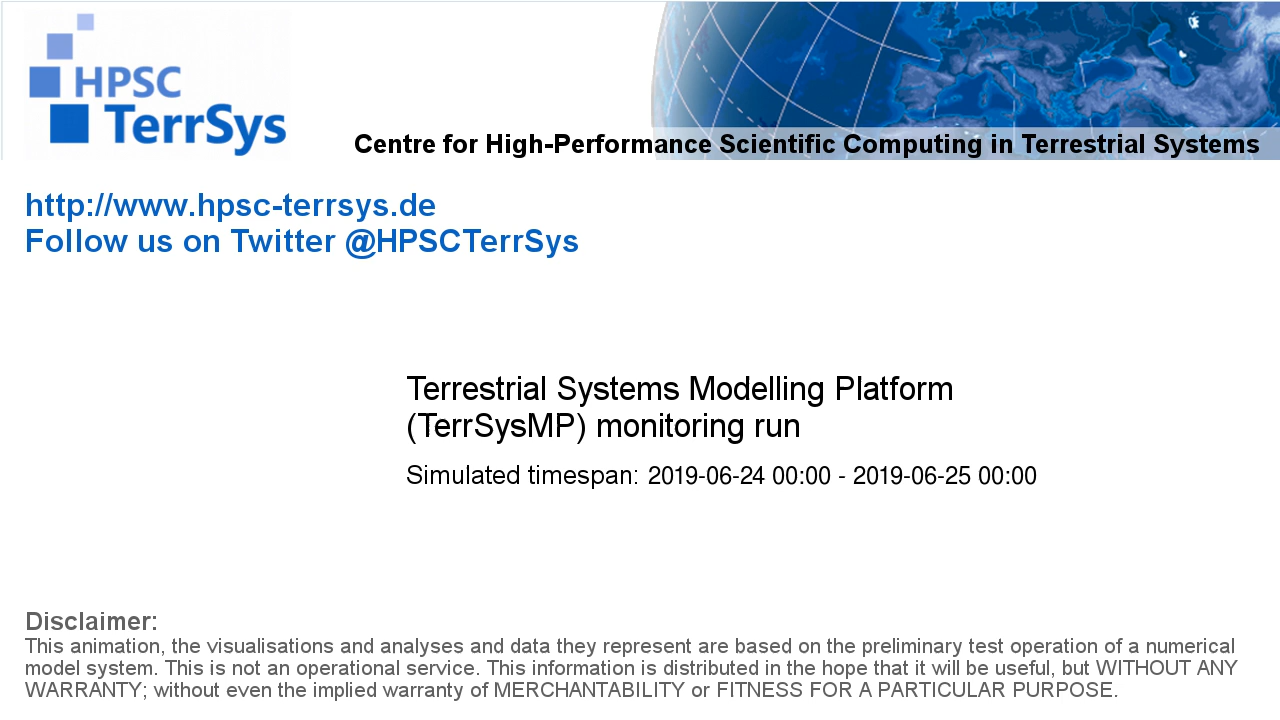 HPSC
TerrSys
Centre for High-Performance Scientific Computing in Terrestrial Systems
http://www.hpsc-terrsys.de
Follow us on Twitter @HPSCTerrSys
Terrestrial Systems Modelling Platform
(TerrSysMP) monitoring run
Simulated timespan: 2019-06-24 00:00 - 2019-06-25 00:00
Disclaimer:
This animation, the visualisations and analyses and data they represent are based on the preliminary test operation of a numerical
model system. This is not an operational service. This information is distributed in the hope that it will be useful, but WITHOUT ANY
WARRANTY; without even the implied warranty of MERCHANTABILITY or FITNESS FOR A PARTICULAR PURPOSE.